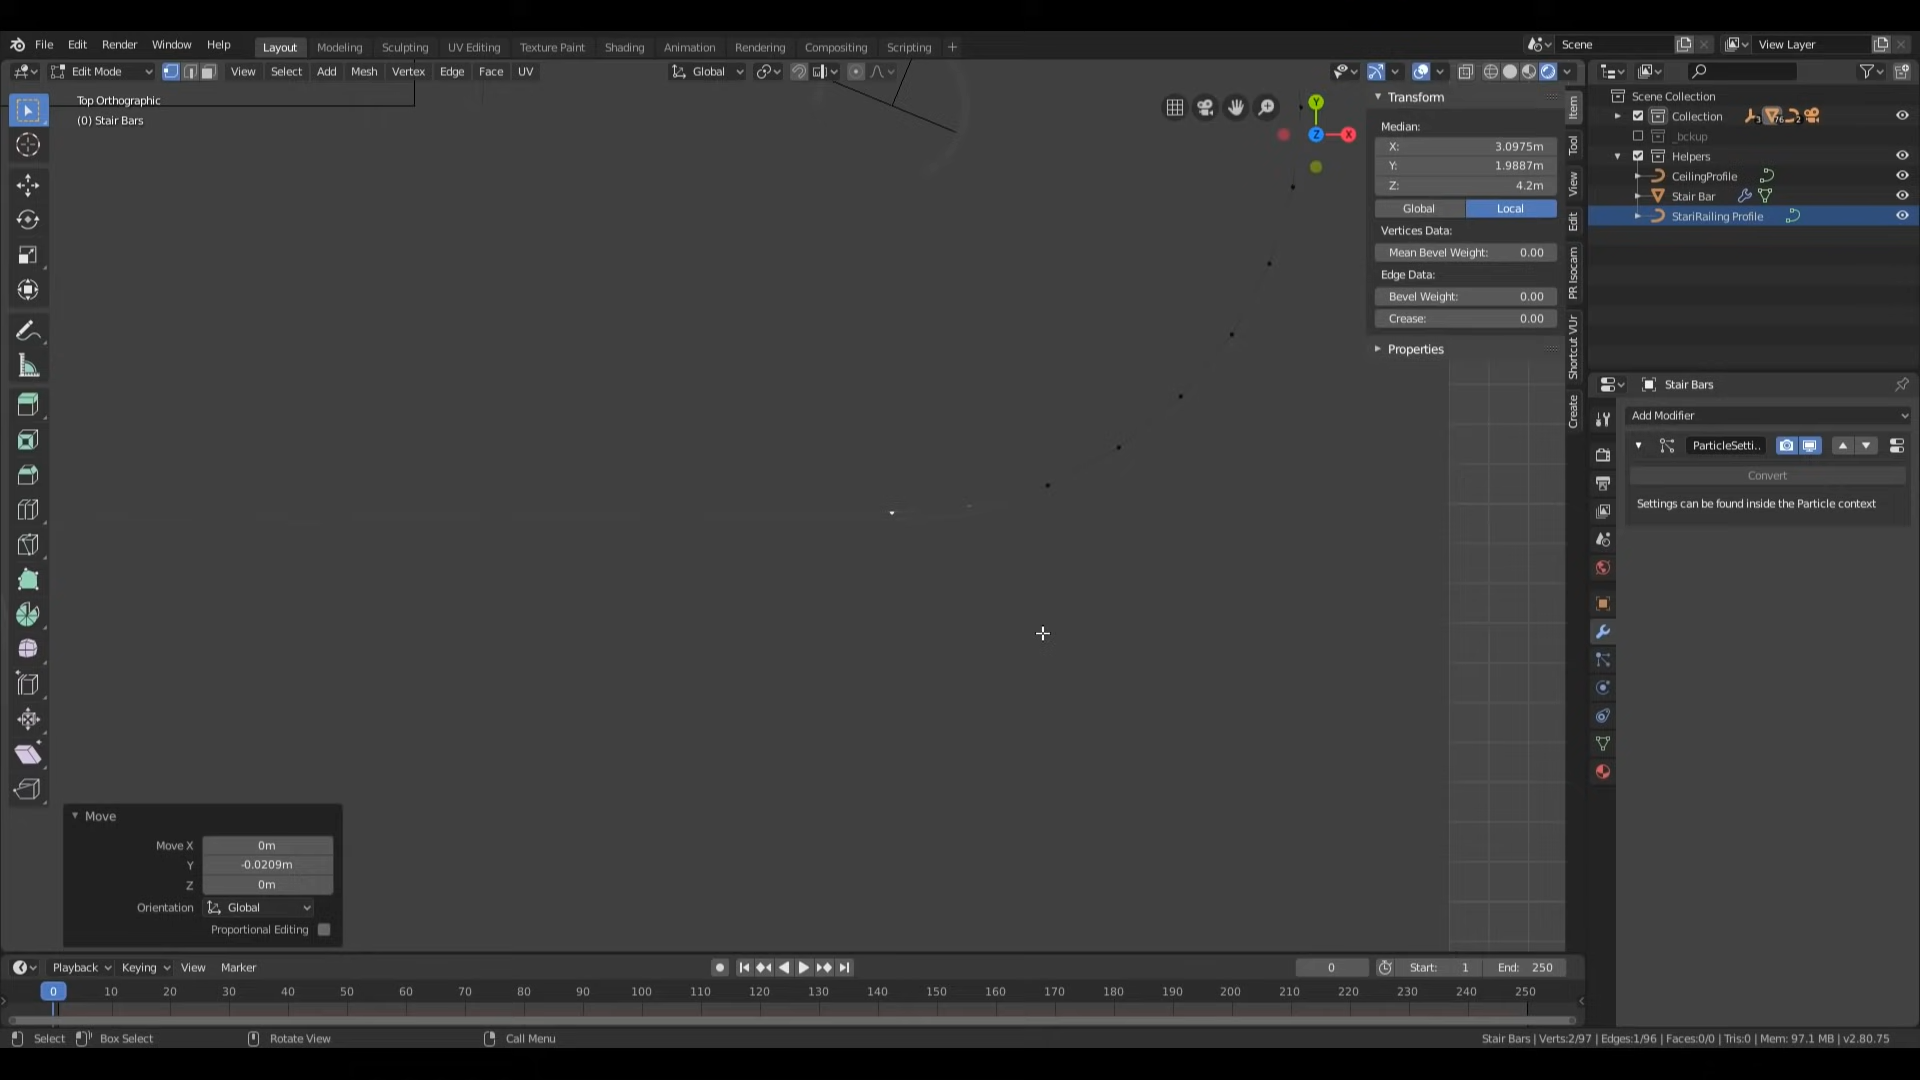 File Edit Render Window Help Layout Modeling Sculpting UV Editing Texture Paint Shading Animation Rendering Compositing Scripting + Scene View Layer
Edit Mode View Select Add Mesh Vertex Edge Face UV Global
Top Orthographic
(0) Stair Bars
Y
Z X
Transform
Median:
X: 3.0975m
Y: 1.9887m
Z: 4.2m
Global Local
Vertices Data:
Mean Bevel Weight: 0.00
Edge Data:
Bevel Weight: 0.00
Crease: 0.00
Properties
Item
Tool
View
Edit
PR Isocam
Shortcut VUr
Create
Scene Collection
Collection 3 76 2
_bckup
Helpers
CeilingProfile
Stair Bar
StariRailing Profile
Stair Bars
Add Modifier
ParticleSetti..
Convert
Settings can be found inside the Particle context
Move
Move X 0m
Y -0.0209m
Z 0m
Orientation Global
Proportional Editing
Playback Keying View Marker 0 Start: 1 End: 250
0 10 20 30 40 50 60 70 80 90 100 110 120 130 140 150 160 170 180 190 200 210 220 230 240 250
Select Box Select Rotate View Call Menu Stair Bars | Verts:2/97 | Edges:1/96 | Faces:0/0 | Tris:0 | Mem: 97.1 MB | v2.80.75